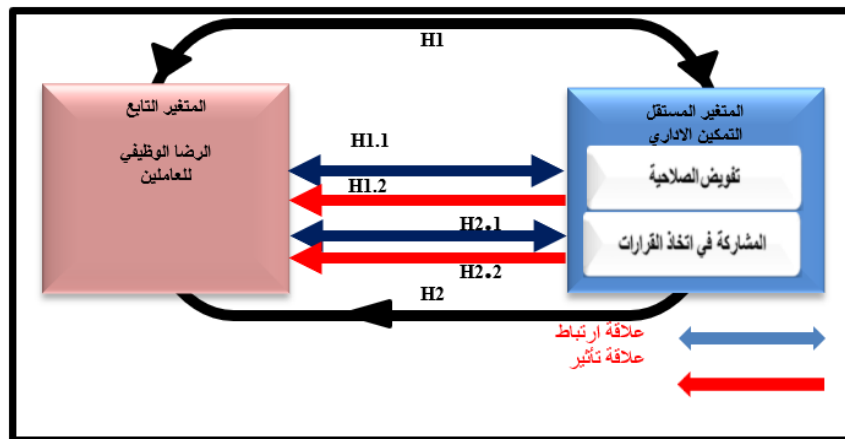 H1
المتغير المستقل
التمكين الاداري
تفويض الصلاحية
المشاركة في اتخاذ القرارات
المتغير التابع
الرضا الوظيفي
للعاملين
H1.1
H1.2
H2.1
H2.2
H2
علاقة ارتباط
علاقة تأثير